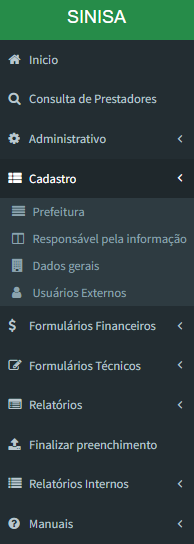 SINISA
Inicio
Consulta de Prestadores
Administrativo
Cadastro
Prefeitura
Responsável pela informação
Dados gerais
Usuários Externos
Formulários Financeiros
Formulários Técnicos
Relatórios
Finalizar preenchimento
Relatórios Internos
Manuais